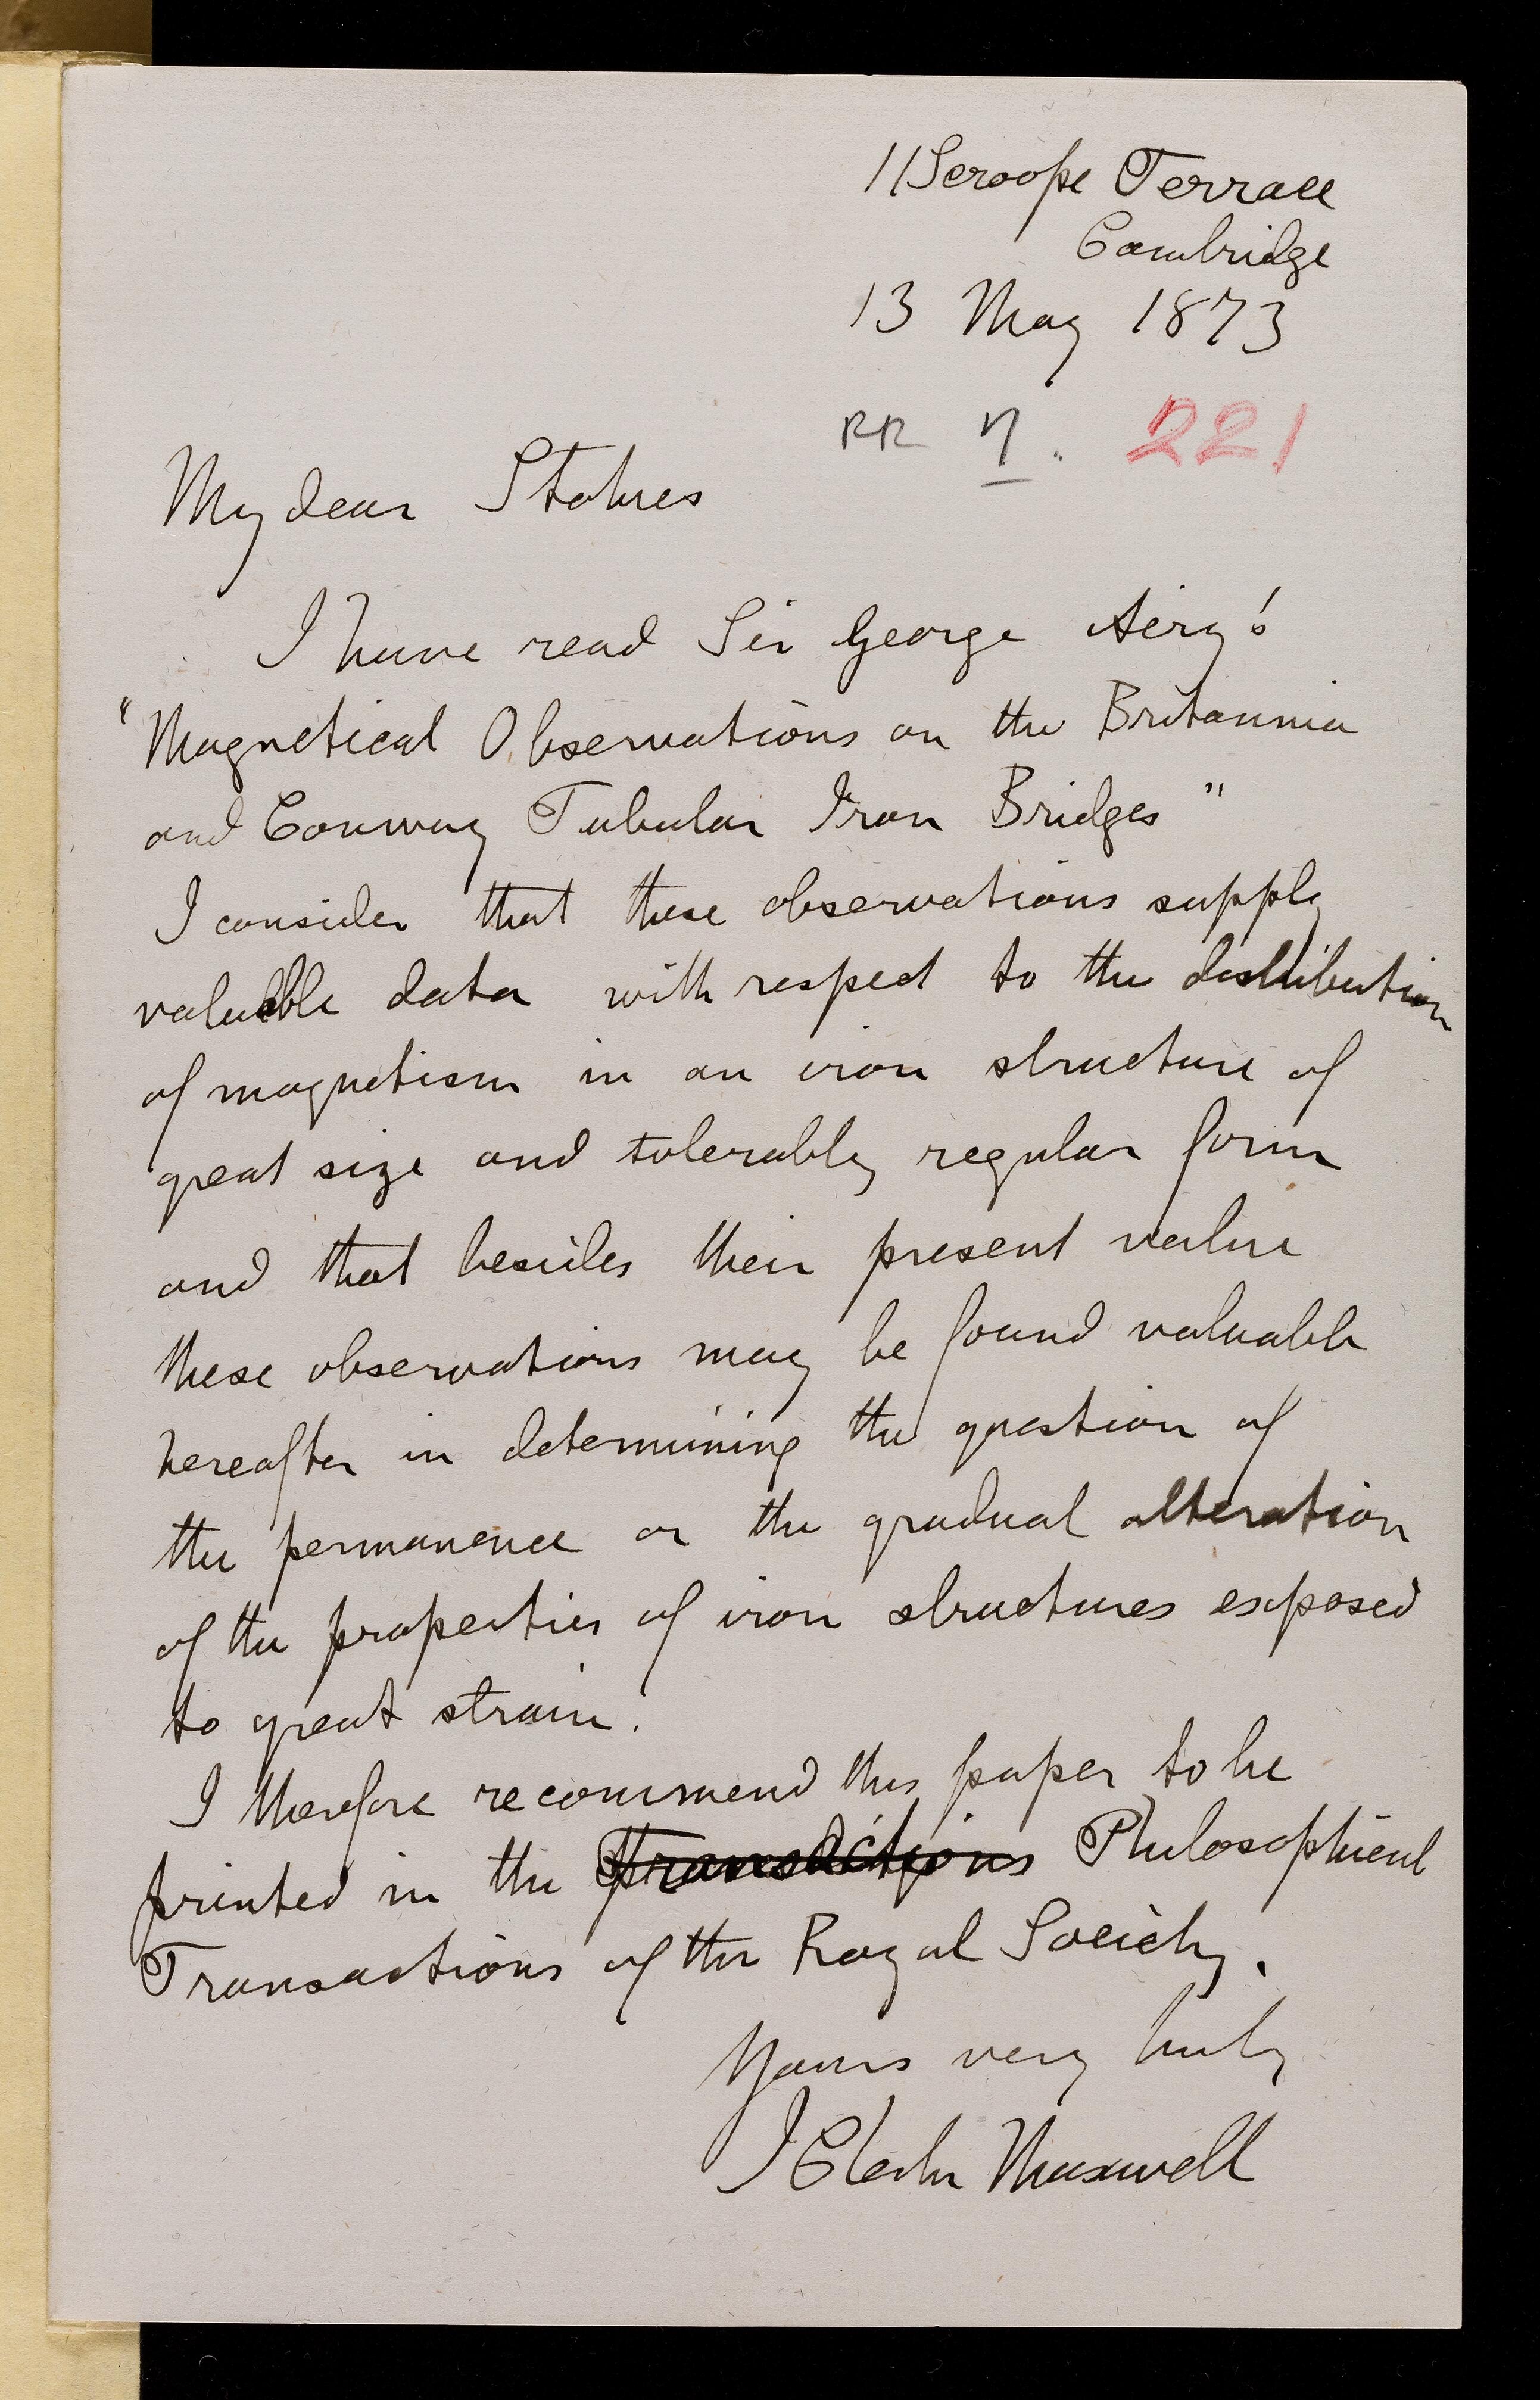 11 Scroope Terrace
Cambridge
13 May 1873
RR 7. 221
My dear Stokes
I have read Sir George Airy's
"Magnetical Observations on the Britannia
and Conway Tubular Iron Bridges"
I consider that these observations supply
valuable data with respect to the distribution
of magnetism in an iron structure of
great size and tolerably regular form
and that besides their present value
these observations may be found valuable
hereafter in determining the question of
the permanence or the gradual alteration
of the properties of iron structures exposed
to great strain.
I therefore recommend this paper to be
printed in the Transactions Philosophical
Transactions of the Royal Society.
Yours very truly
J Clerk Maxwell